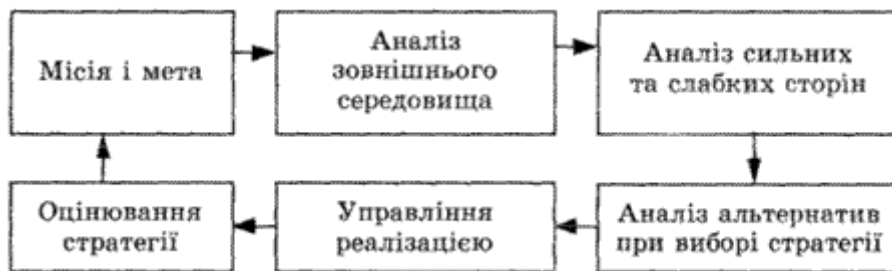 Місія і мета
Аналіз
зовнішнього
середовища
Аналіз сильних
та слабких сторін
Оцінювання
стратегії
Управління
реалізацією
Аналіз альтернатив
при виборі стратегії